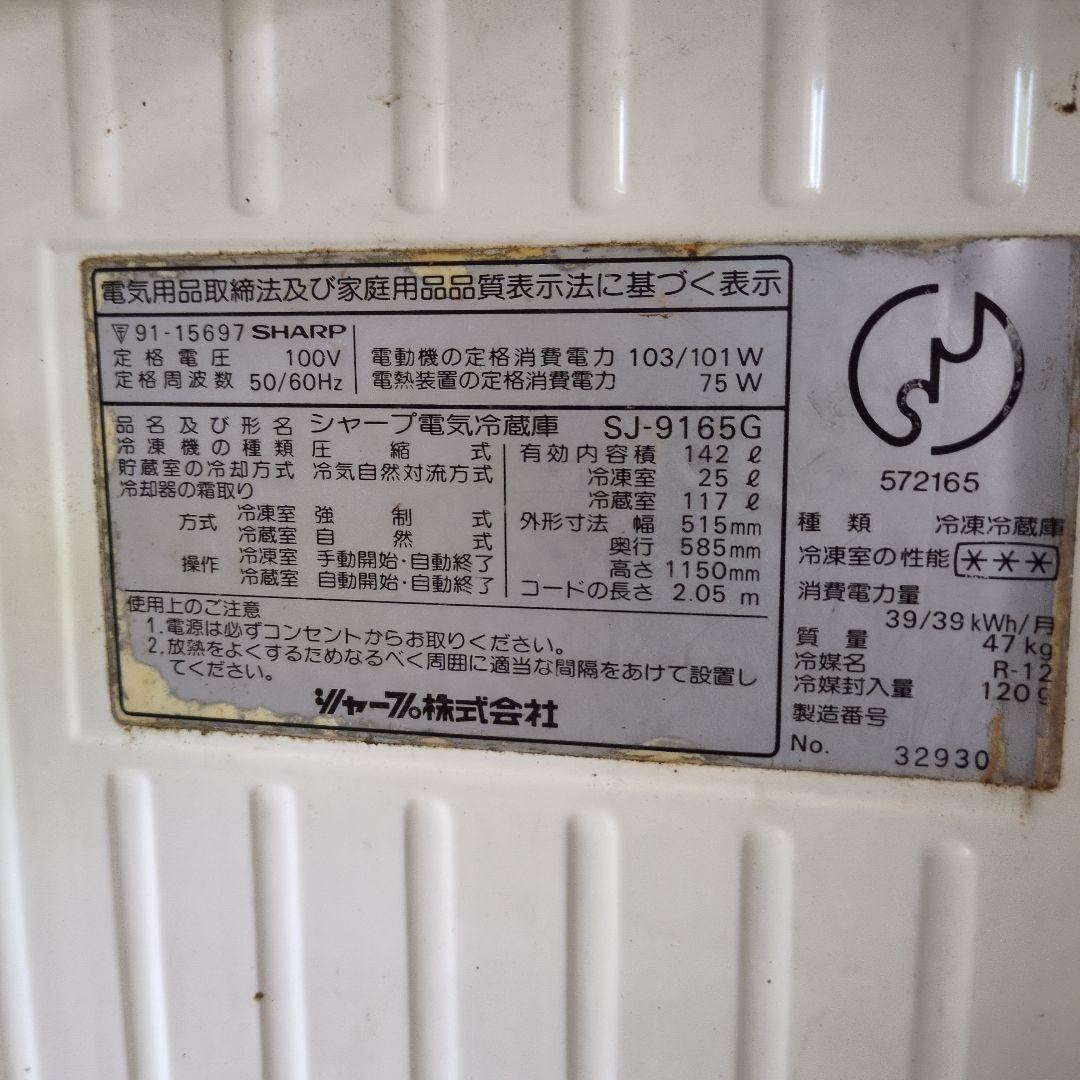 電気用品取締法及び家庭用品品質表示法に基づく表示
91-15697 SHARP
定格電圧 100V
定格周波数 50/60Hz
電動機の定格消費電力 103/101W
電熱装置の定格消費電力 75W
品名及び形名 シャープ電気冷蔵庫 SJ-9165G
冷凍機の種類 圧縮式
貯蔵室の冷却方式 冷気自然対流方式
冷却器の霜取り
方式 冷凍室 強制式
冷蔵室 自然式
操作 冷凍室 手動開始・自動終了
冷蔵室 自動開始・自動終了
有効内容積 142ℓ
冷凍室 25ℓ
冷蔵室 117ℓ
外形寸法 幅 515mm
奥行 585mm
高さ 1150mm
コードの長さ 2.05m
使用上のご注意
1.電源は必ずコンセントからお取りください。
2.放熱をよくするためなるべく周囲に適当な間隔をあけて設置し
てください。
シャープ株式会社
572165
種類 冷凍冷蔵庫
冷凍室の性能 ***
消費電力量
39/39kWh/月
質量 47kg
冷媒名 R-12
冷媒封入量 120g
製造番号
No. 32930